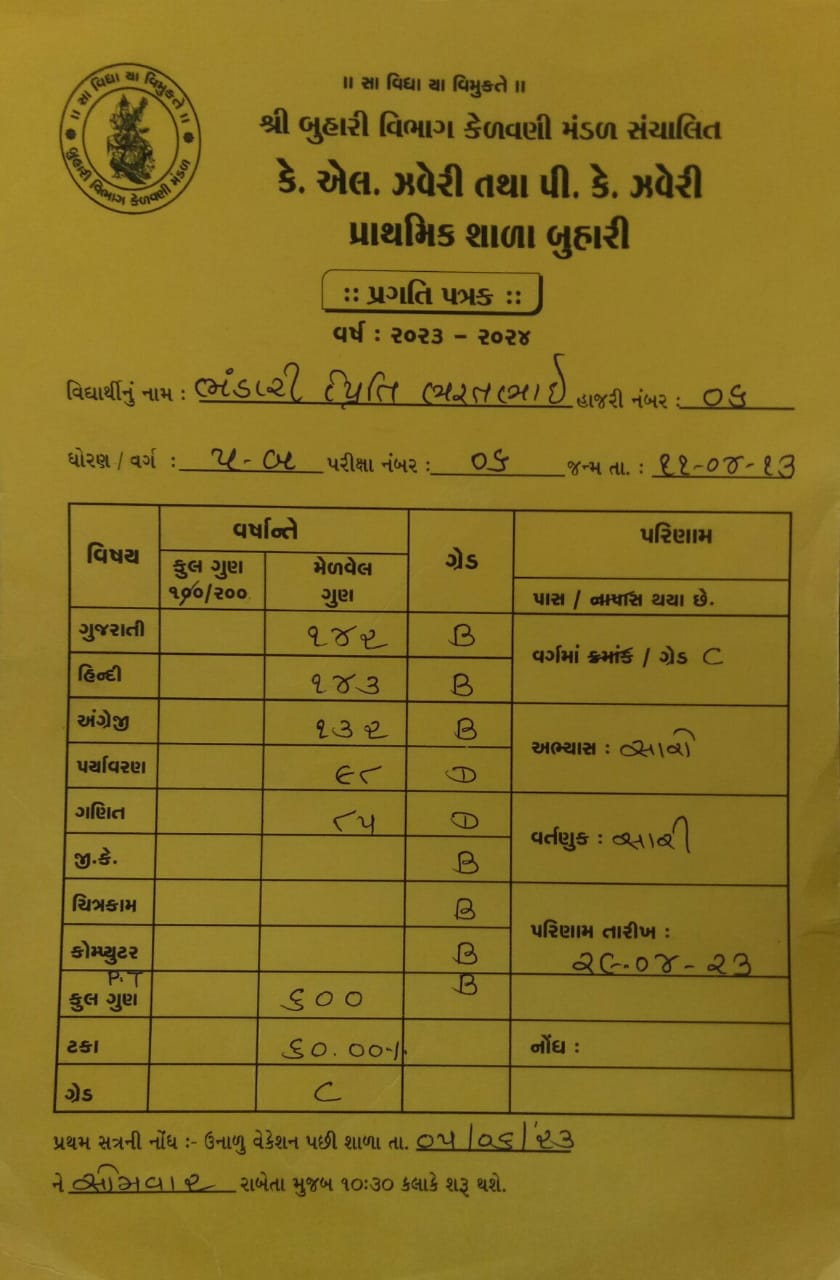 ॥ સા વિદ્યા યા વિમુક્તે ॥
બુહારી વિભાગ કેળવણી મંડળ
॥ સા વિદ્યા યા વિમુક્તે ॥
શ્રી બુહારી વિભાગ કેળવણી મંડળ સંચાલિત
કે. એલ. ઝવેરી તથા પી. કે. ઝવેરી
પ્રાથમિક શાળા બુહારી
:: પ્રગતિ પત્રક ::
વર્ષ : ૨૦૨૩ – ૨૦૨૪
વિદ્યાર્થીનું નામ : ભંડારી ભરતભાઈ હાજરી નંબર : ૦૬
ધોરણ / વર્ગ : ૫-બ પરીક્ષા નંબર : ૦૬ જન્મ તા. : ૧૧-૦૪-૧૩
વિષય વર્ષાન્તે ગ્રેડ પરિણામ
કુલ ગુણ ૧૦૦/૨૦૦ મેળવેલ ગુણ પાસ / નાપાસ થયા છે.
ગુજરાતી ૧૪૨ B
વર્ગમાં ક્રમાંક / ગ્રેડ C
હિન્દી ૧૪૩ B
અંગ્રેજી ૧૩૨ B
અભ્યાસ : સારો
પર્યાવરણ ૯૮ D
ગણિત ૮૫ D
વર્તણુક : સારી
જી.કે. B
ચિત્રકામ B
પરિણામ તારીખ :
કોમ્પ્યુટર B
૨૯-૦૪-૨૩
P.T B
કુલ ગુણ ૬૦૦
ટકા ૬૦.૦૦% નોંધ :
ગ્રેડ C
પ્રથમ સત્રની નોંધ :- ઉનાળુ વેકેશન પછી શાળા તા. ૦૫/૦૬/૨૩
ને સોમવાર રાબેતા મુજબ ૧૦:૩૦ કલાકે શરૂ થશે.